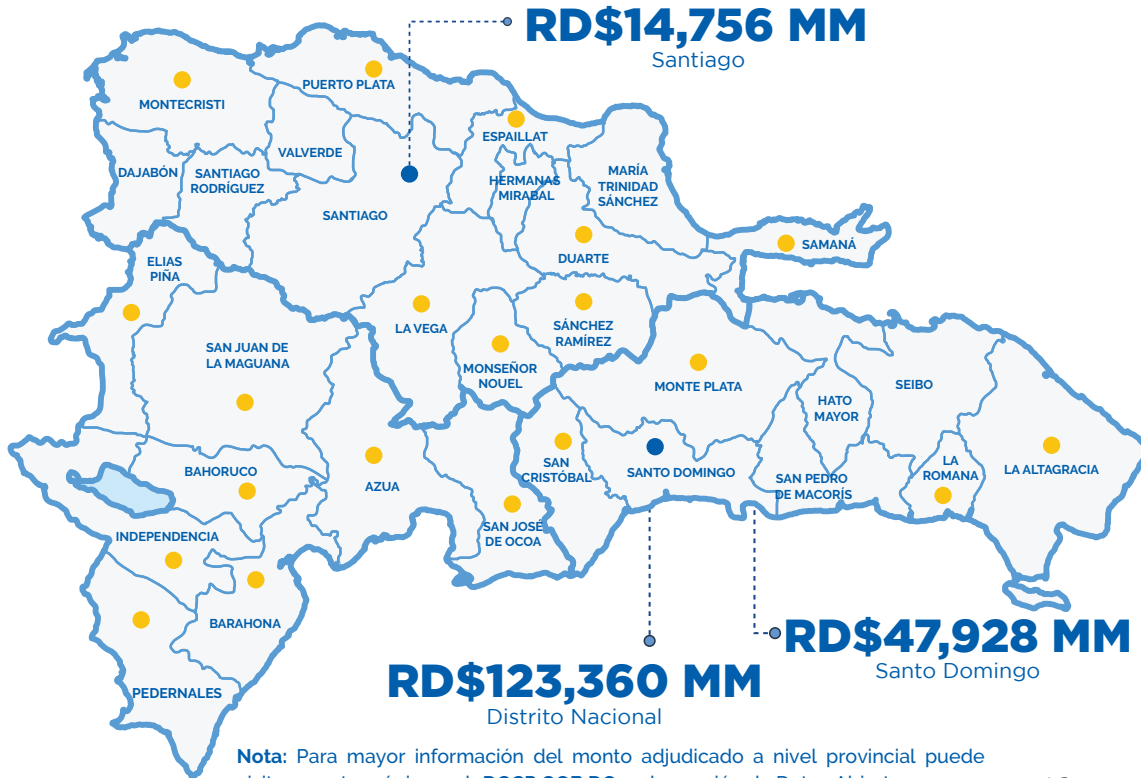 RD$14,756 MM
Santiago
PUERTO PLATA
MONTECRISTI
ESPAILLAT
VALVERDE
DAJABÓN
SANTIAGO
RODRÍGUEZ
HERMANAS
MIRABAL
MARÍA
TRINIDAD
SÁNCHEZ
SANTIAGO
SAMANÁ
ELIAS
PIÑA
DUARTE
LA VEGA
SÁNCHEZ
RAMÍREZ
SAN JUAN DE
LA MAGUANA
MONSEÑOR
NOUEL
MONTE PLATA
SEIBO
HATO
MAYOR
BAHORUCO
AZUA
SAN
CRISTÓBAL
SANTO DOMINGO
SAN PEDRO
DE MACORÍS
LA
ROMANA
LA ALTAGRACIA
INDEPENDENCIA
SAN JOSÉ
DE OCOA
BARAHONA
PEDERNALES
RD$47,928 MM
Santo Domingo
RD$123,360 MM
Distrito Nacional
Nota: Para mayor información del monto adjudicado a nivel provincial puede